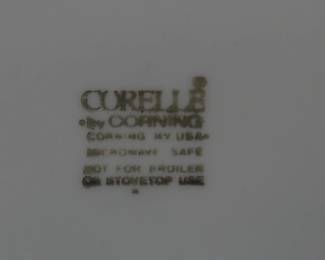 CORELLE®
by CORNING
CORNING NY USA
MICROWAVE SAFE
NOT FOR BROILER
OR STOVETOP USE